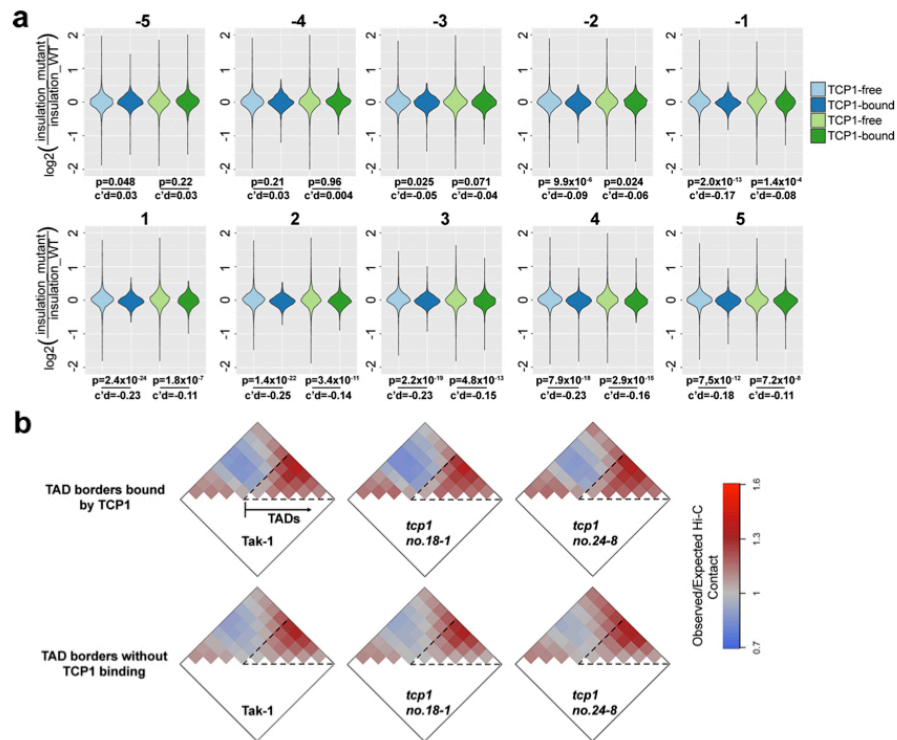 a
-5 -4 -3 -2 -1
log2(insulation_mutant/insulation_WT)
2
1
0
-1
-2
TCP1-free
TCP1-bound
TCP1-free
TCP1-bound
p=0.048 p=0.22 p=0.21 p=0.96 p=0.025 p=0.071 p= 9.9x10⁻⁶ p=0.024 p=2.0x10⁻¹³ p=1.4x10⁻⁴
c'd=0.03 c'd=0.03 c'd=0.03 c'd=0.004 c'd=-0.05 c'd=-0.04 c'd=-0.09 c'd=-0.06 c'd=-0.17 c'd=-0.08
1 2 3 4 5
log2(insulation_mutant/insulation_WT)
2
1
0
-1
-2
p=2.4x10⁻²⁴ p=1.8x10⁻⁷ p=1.4x10⁻²² p=3.4x10⁻¹¹ p=2.2x10⁻¹⁹ p=4.8x10⁻¹³ p=7.9x10⁻¹⁸ p=2.9x10⁻¹⁵ p=7.5x10⁻¹² p=7.2x10⁻⁸
c'd=-0.23 c'd=-0.11 c'd=-0.25 c'd=-0.14 c'd=-0.23 c'd=-0.15 c'd=-0.23 c'd=-0.16 c'd=-0.18 c'd=-0.11
b
TAD borders bound
by TCP1
TADs
Tak-1
tcp1
no.18-1
tcp1
no.24-8
TAD borders without
TCP1 binding
Tak-1
tcp1
no.18-1
tcp1
no.24-8
Observed/Expected Hi-C
Contact
1.6
1.3
1
0.7